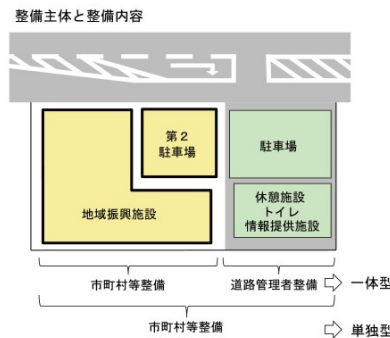 整備主体と整備内容
第2
駐車場
駐車場
地域振興施設
休憩施設
トイレ
情報提供施設
市町村等整備
道路管理者整備
一体型
市町村等整備
単独型